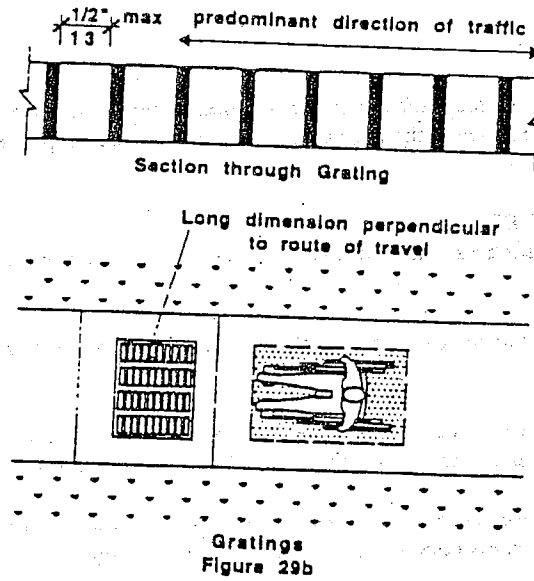 1/2" max predominant direction of traffic
13
Section through Grating
Long dimension perpendicular
to route of travel
Gratings
Figure 29b